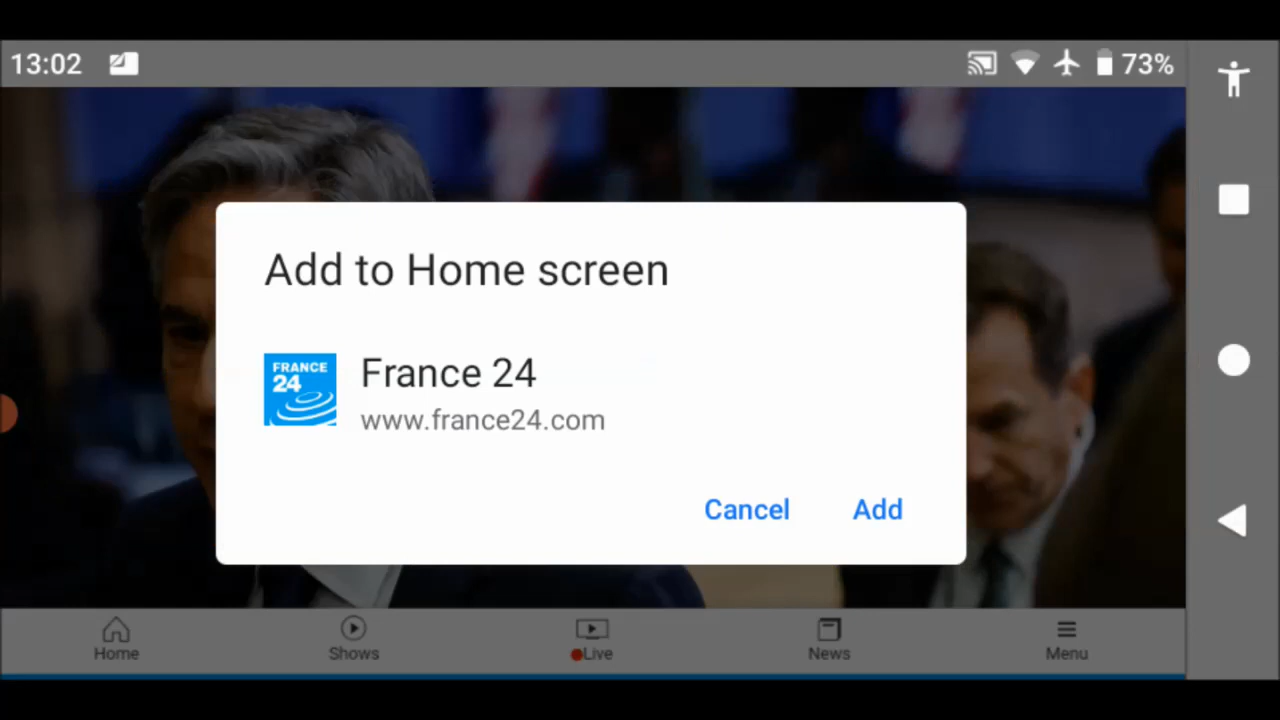 13:02
73%
Add to Home screen
FRANCE
24
France 24
www.france24.com
Cancel
Add
Home
Shows
Live
News
Menu